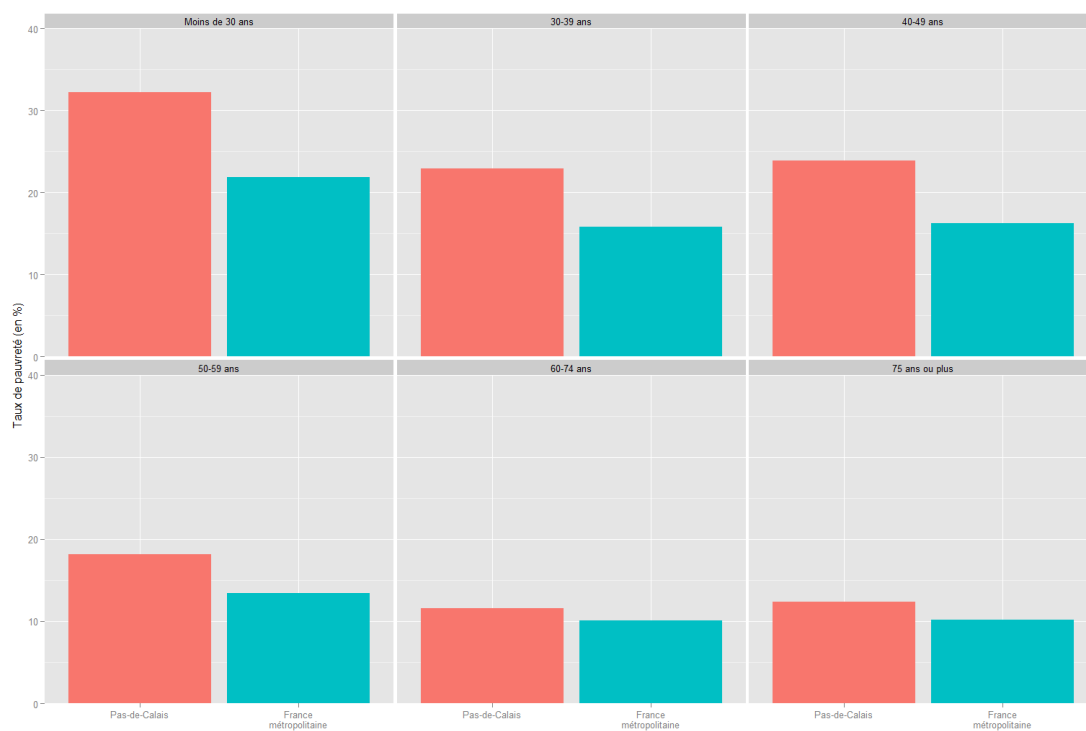 Moins de 30 ans
30-39 ans
40-49 ans
40
30
20
10
0
Taux de pauvreté (en %)
50-59 ans
60-74 ans
75 ans ou plus
40
30
20
10
0
Pas-de-Calais
France
métropolitaine
Pas-de-Calais
France
métropolitaine
Pas-de-Calais
France
métropolitaine